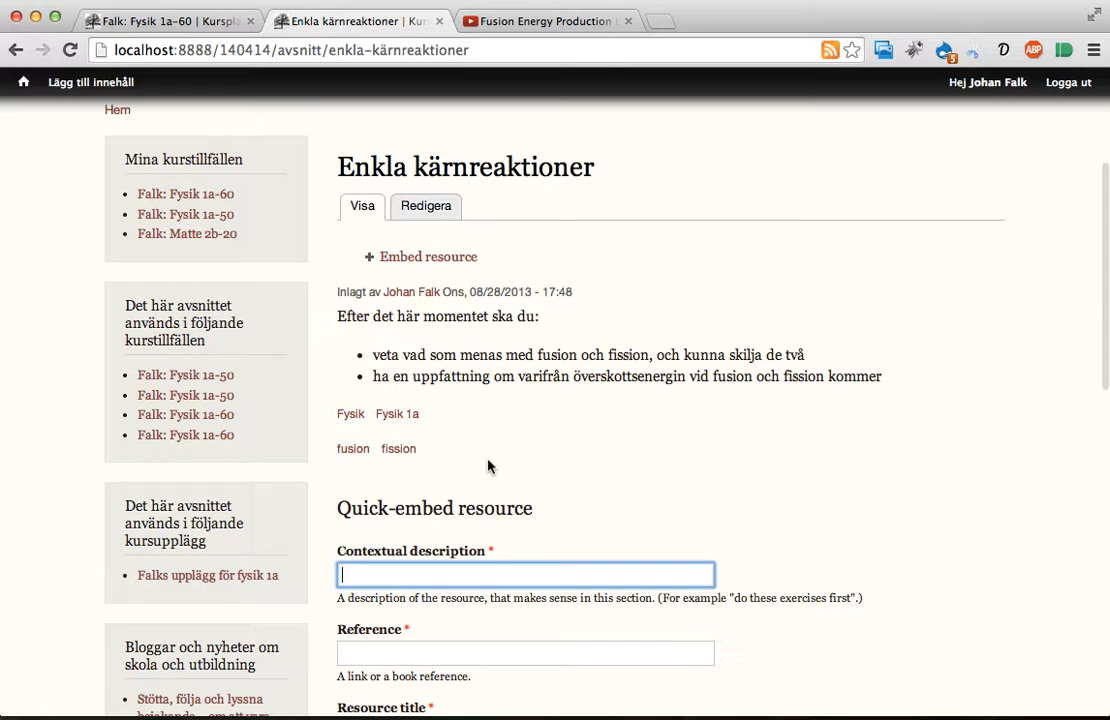 Falk: Fysik 1a-60 | Kurspla
Enkla kärnreaktioner | Kur
Fusion Energy Production
localhost:8888/140414/avsnitt/enkla-kärnreaktioner
5
ABP
Lägg till innehåll
Hej Johan Falk
Logga ut
Hem
Mina kurstillfällen
Falk: Fysik 1a-60
Falk: Fysik 1a-50
Falk: Matte 2b-20
Det här avsnittet
används i följande
kurstillfällen
Falk: Fysik 1a-50
Falk: Fysik 1a-50
Falk: Fysik 1a-60
Falk: Fysik 1a-60
Det här avsnittet
används i följande
kursupplägg
Falks upplägg för fysik 1a
Bloggar och nyheter om
skola och utbildning
Stötta, följa och lyssna
Enkla kärnreaktioner
Visa
Redigera
Embed resource
Inlagt av Johan Falk Ons, 08/28/2013 - 17:48
Efter det här momentet ska du:
veta vad som menas med fusion och fission, och kunna skilja de två
ha en uppfattning om varifrån överskottsenergin vid fusion och fission kommer
Fysik Fysik 1a
fusion fission
Quick-embed resource
Contextual description *
A description of the resource, that makes sense in this section. (For example "do these exercises first".)
Reference *
A link or a book reference.
Resource title *